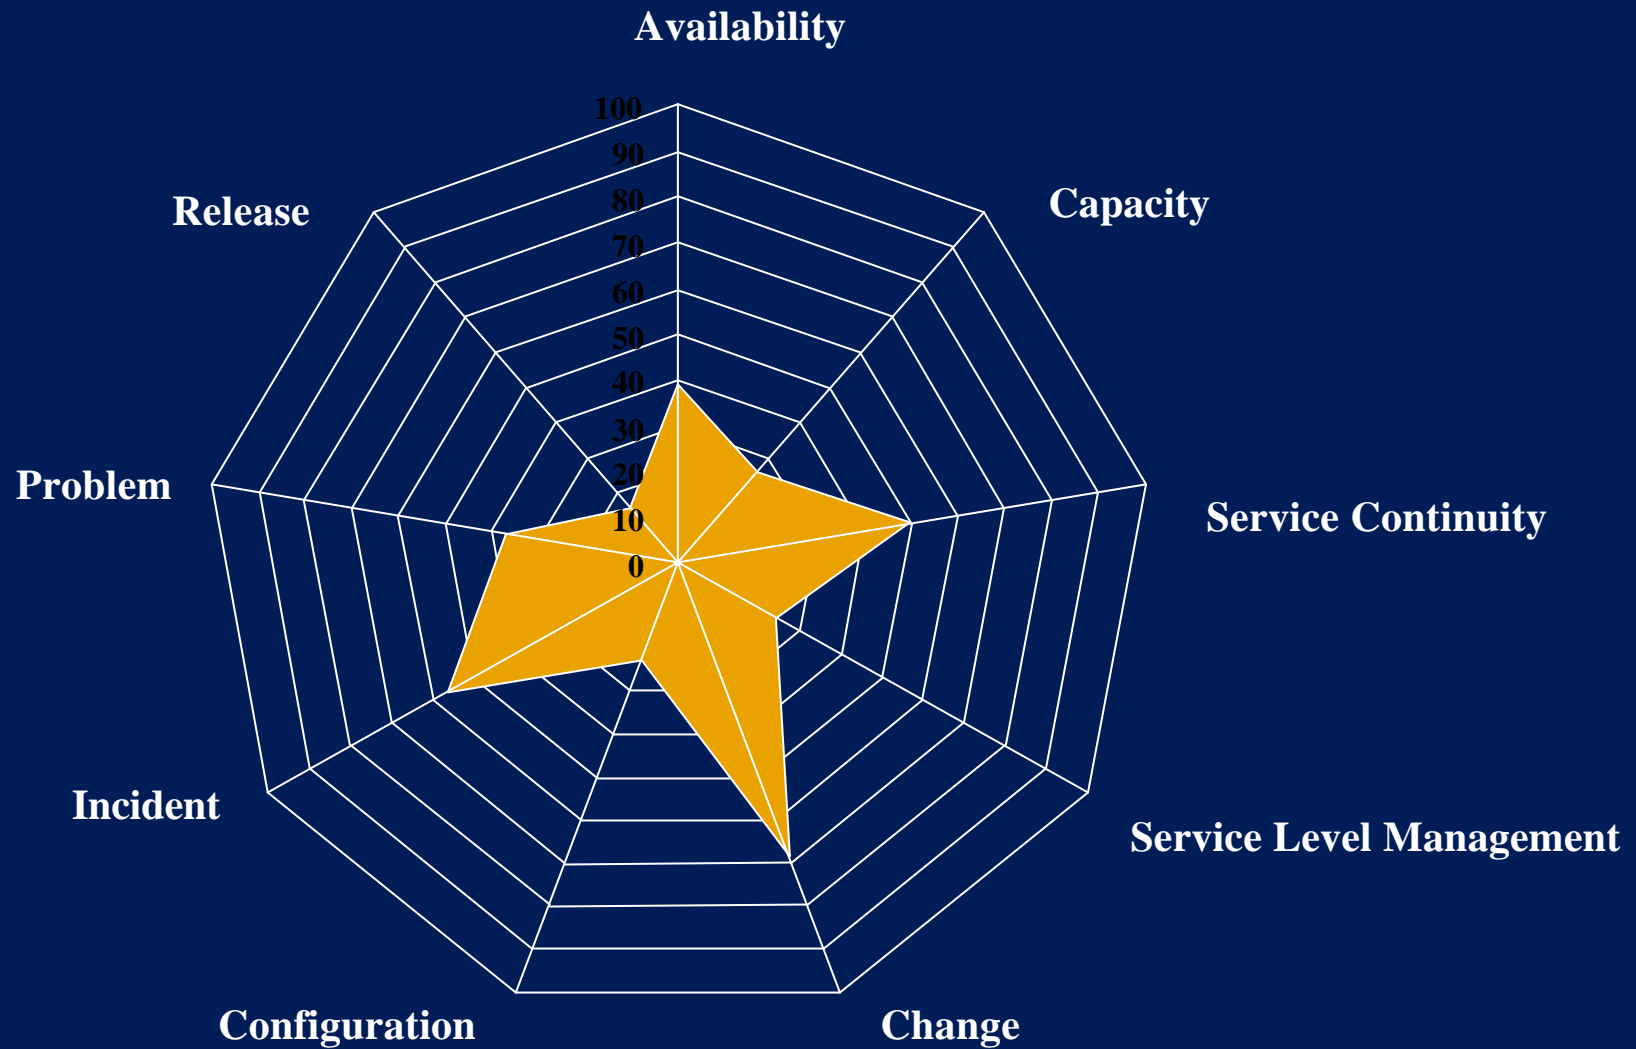 Availability
100
90
80
70
60
50
40
30
20
10
0
Capacity
Service Continuity
Service Level Management
Change
Configuration
Incident
Problem
Release